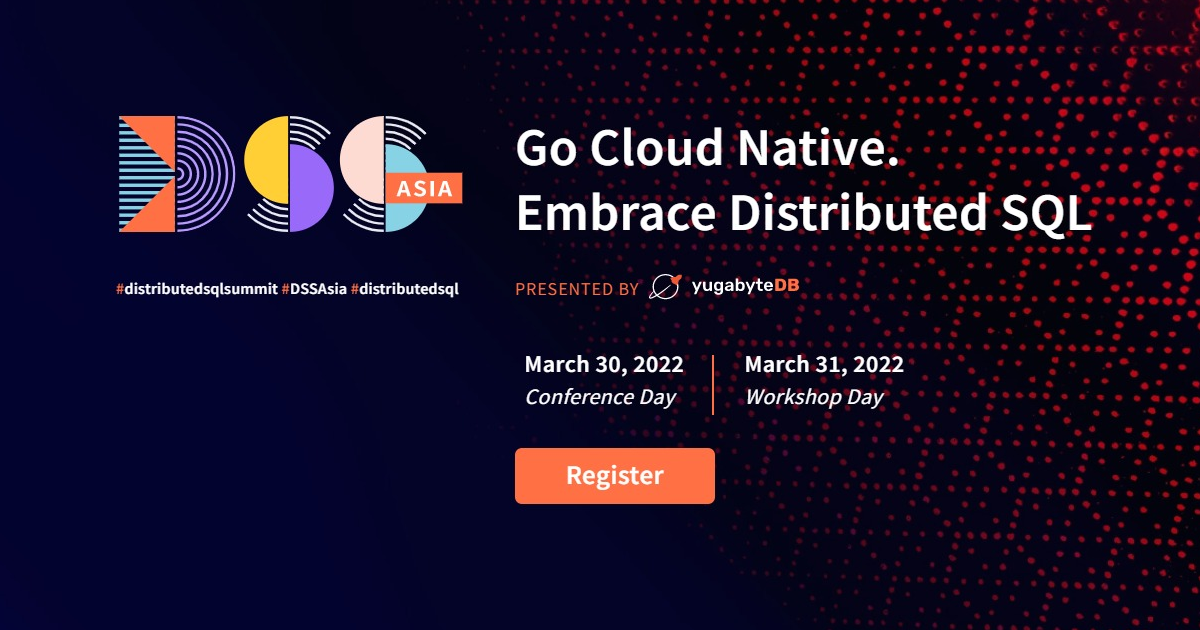 DSS
ASIA
#distributedsqlsummit #DSSAsia #distributedsql
Go Cloud Native.
Embrace Distributed SQL
PRESENTED BY yugabyteDB
March 30, 2022
Conference Day
March 31, 2022
Workshop Day
Register